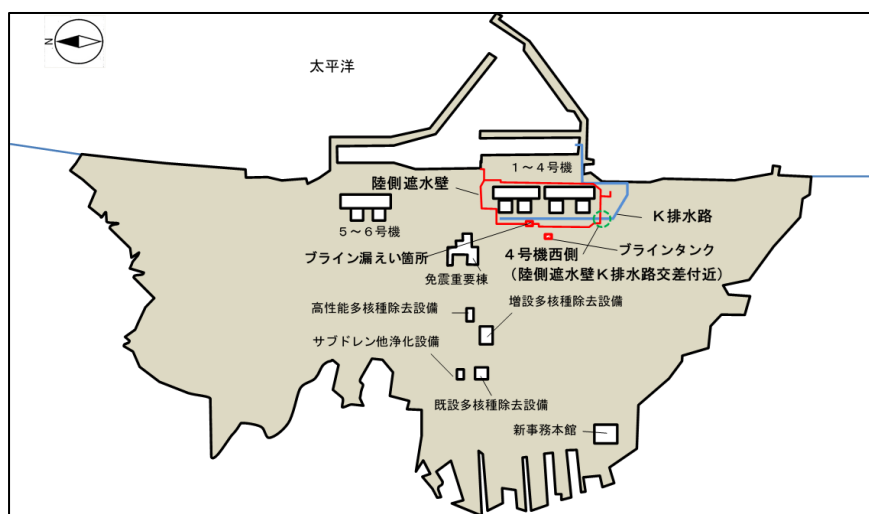 N
太平洋
1～4号機
陸側遮水壁
5～6号機
K排水路
ブライン漏えい箇所
免震重要棟
ブラインタンク
4号機西側
（陸側遮水壁K排水路交差付近）
高性能多核種除去設備
増設多核種除去設備
サブドレン他浄化設備
既設多核種除去設備
新事務本館